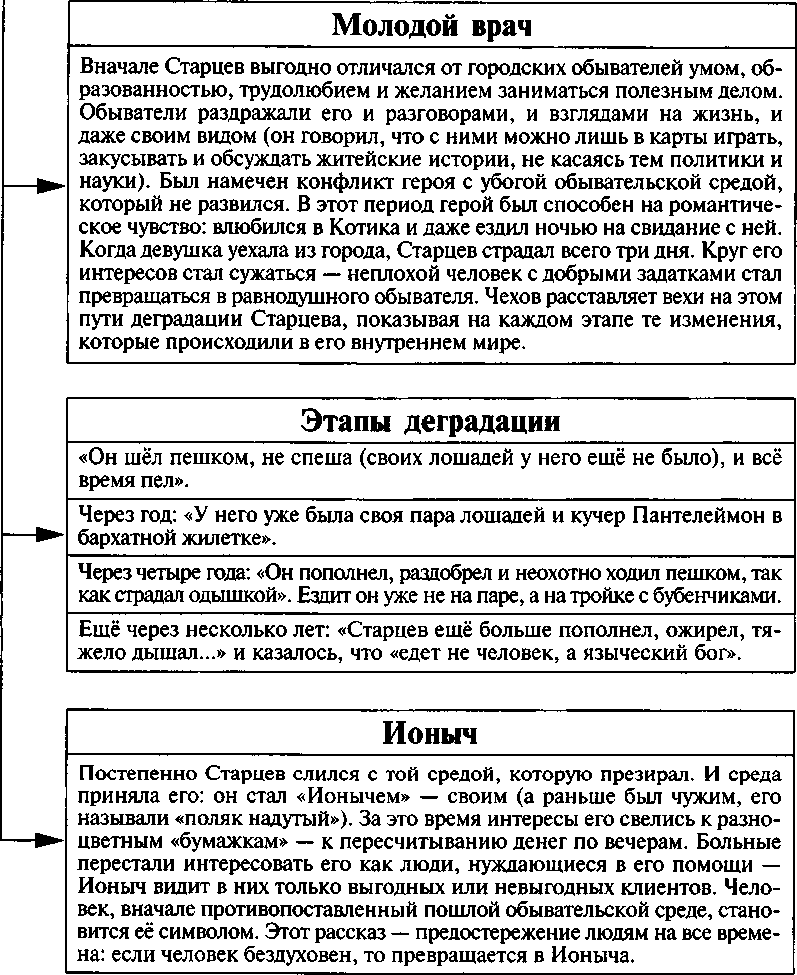 Молодой врач
Вначале Старцев выгодно отличался от городских обывателей умом, об-
разованностью, трудолюбием и желанием заниматься полезным делом.
Обыватели раздражали его и разговорами, и взглядами на жизнь, и
даже своим видом (он говорил, что с ними можно лишь в карты играть,
закусывать и обсуждать житейские истории, не касаясь тем политики и
науки). Был намечен конфликт героя с убогой обывательской средой,
который не развился. В этот период герой был способен на романтиче-
ское чувство: влюбился в Котика и даже ездил ночью на свидание с ней.
Когда девушка уехала из города, Старцев страдал всего три дня. Круг его
интересов стал сужаться — неплохой человек с добрыми задатками стал
превращаться в равнодушного обывателя. Чехов расставляет вехи на этом
пути деградации Старцева, показывая на каждом этапе те изменения,
которые происходили в его внутреннем мире.
Этапы деградации
«Он шёл пешком, не спеша (своих лошадей у него ещё не было), и всё
время пел».
Через год: «У него уже была своя пара лошадей и кучер Пантелеймон в
бархатной жилетке».
Через четыре года: «Он пополнел, раздобрел и неохотно ходил пешком, так
как страдал одышкой». Ездит он уже не на паре, а на тройке с бубенчиками.
Ещё через несколько лет: «Старцев ещё больше пополнел, ожирел, тя-
жело дышал...» и казалось, что «едет не человек, а языческий бог».
Ионыч
Постепенно Старцев слился с той средой, которую презирал. И среда
приняла его: он стал «Ионычем» — своим (а раньше был чужим, его
называли «поляк надутый»). За это время интересы его свелись к разно-
цветным «бумажкам» — к пересчитыванию денег по вечерам. Больные
перестали интересовать его как люди, нуждающиеся в его помощи —
Ионыч видит в них только выгодных или невыгодных клиентов. Чело-
век, вначале противопоставленный пошлой обывательской среде, стано-
вится её символом. Этот рассказ — предостережение людям на все време-
на: если человек бездуховен, то превращается в Ионыча.